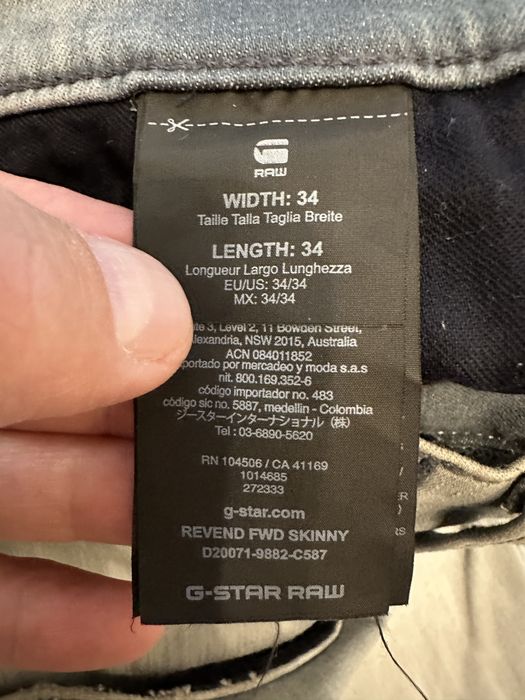 RAW
WIDTH: 34
Taille Talla Taglia Breite
LENGTH: 34
Longueur Largo Lunghezza
EU/US: 34/34
MX: 34/34
3, Level 2, 11 Bowden Street,
NSW 2015, Australia
ACN 084011852
por mercadeo y moda s.a.s
nit. 800.169.352-6
código importador no. 483
código sic no. 5887, medellin - Colombia
ジースターインターナショナル (株)
Tel : 03-6890-5620
RN 104506 / CA 41169
1014685
272333
g-star.com
REVEND FWD SKINNY
D20071-9882-C587
G-STAR RAW